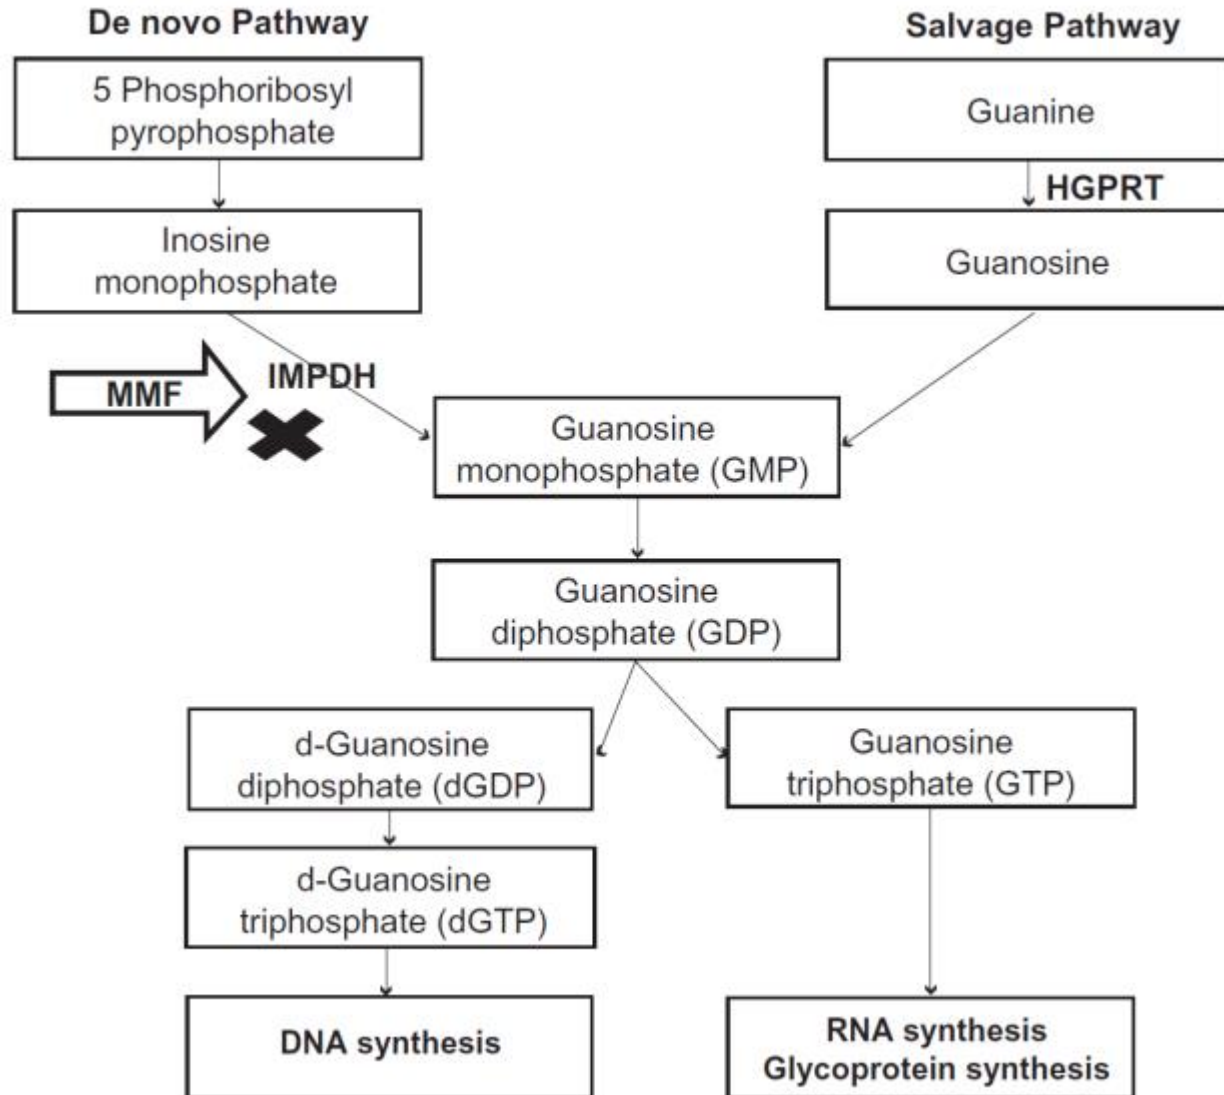 De novo Pathway
5 Phosphoribosyl
pyrophosphate
Inosine
monophosphate
MMF
IMPDH
Salvage Pathway
Guanine
HGPRT
Guanosine
Guanosine
monophosphate (GMP)
Guanosine
diphosphate (GDP)
d-Guanosine
diphosphate (dGDP)
d-Guanosine
triphosphate (dGTP)
DNA synthesis
Guanosine
triphosphate (GTP)
RNA synthesis
Glycoprotein synthesis